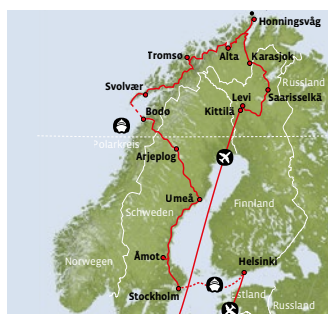 Honningsvåg
Tromsø
Alta
Karasjok
Russland
Svolvær
Levi
Saariselkä
Kittilä
Bodø
Polarkreis
Arjeplog
Umeå
Schweden
Finnland
Norwegen
Åmot
Helsinki
Stockholm
Estland
Russland